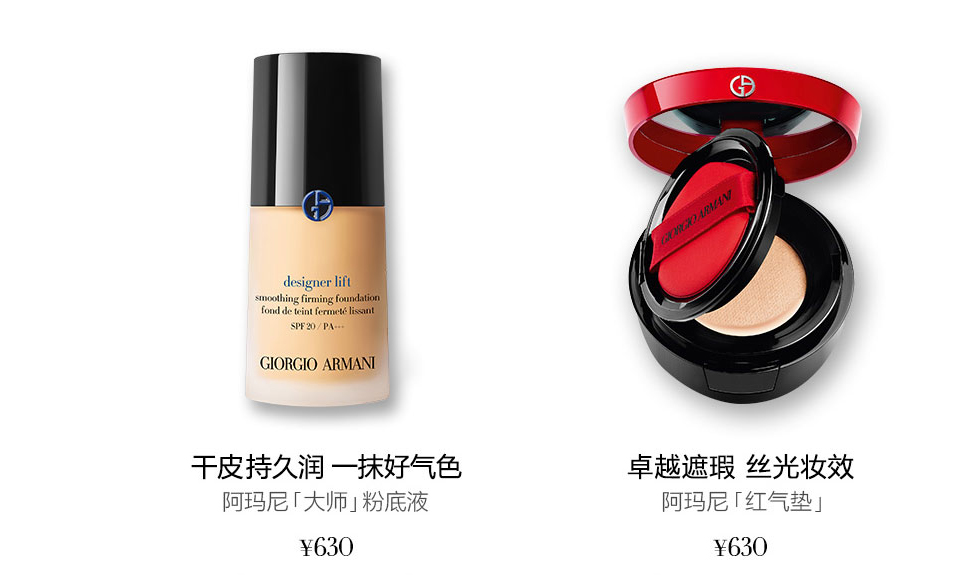 designer lift
smoothing firming foundation
fond de teint fermeté lissant
SPF 20 / PA+++
GIORGIO ARMANI
GIORGIO ARMANI
干皮持久润 一抹好气色
阿玛尼「大师」粉底液
¥630
卓越遮瑕 丝光妆效
阿玛尼「红气垫」
¥630